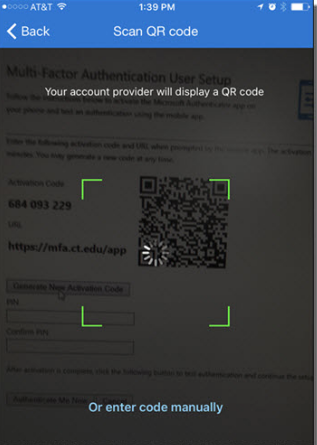 AT&T 1:39 PM
Back Scan QR code
Multi-Factor Authentication User Setup
Your account provider will display a QR code
Follow the instructions below to activate the Microsoft Authenticator app on
your phone and test an authentication using the mobile app.
Enter the following activation code and URL when prompted by the app. The activation
minutes. You may generate a new code at any time.
Activation Code
684 093 229
URL
https://mfa.ct.edu/app
Generate New Activation Code
PIN
Confirm PIN
After activation is complete, click the following button to test authentication and continue the setup
Authenticate Me Now Cancel
Or enter code manually